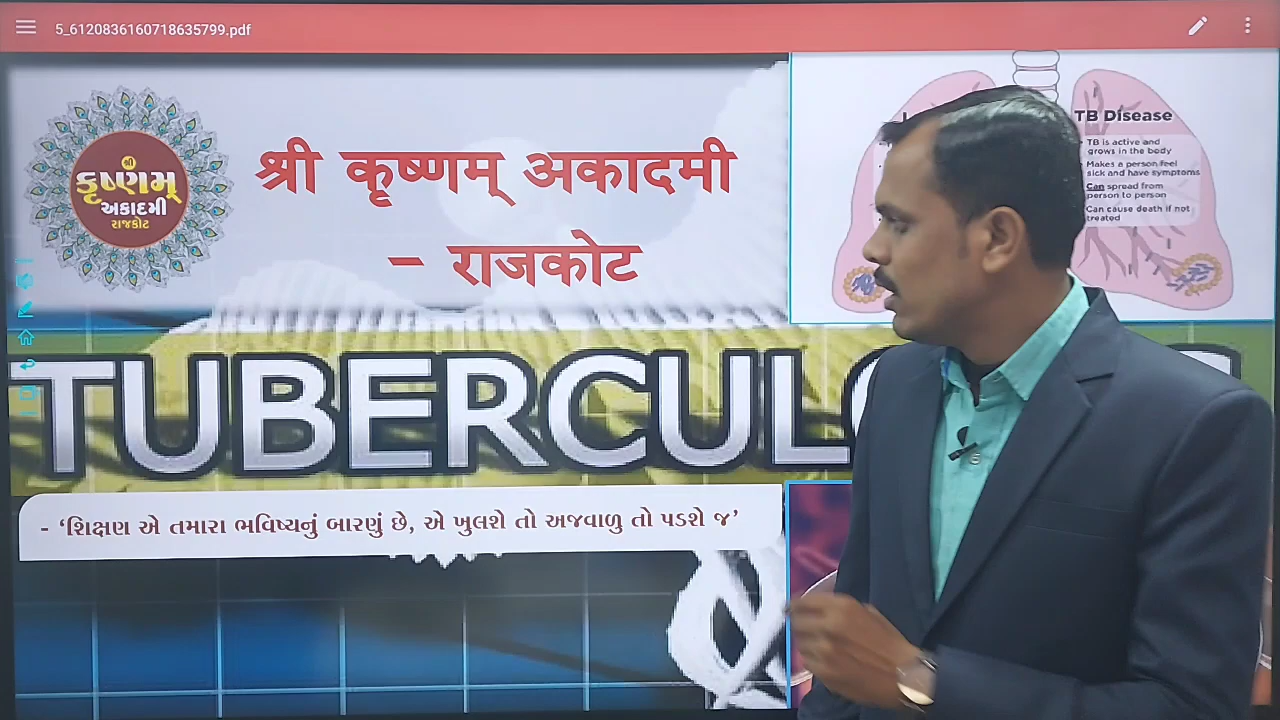 5_6120836160718635799.pdf
શ્રી
કૃષ્ણમ્
અકાદમી
રાજકોટ
श्री कृष्णम् अकादमी
- राजकोट
TB Disease
TB is active and
grows in the body
Makes a person feel
sick and have symptoms
Can spread from
person to person
Can cause death if not
treated
- ‘શિક્ષણ એ તમારા ભવિષ્યનું બારણું છે, એ ખુલશે તો અજવાળુ તો પડશે જ’